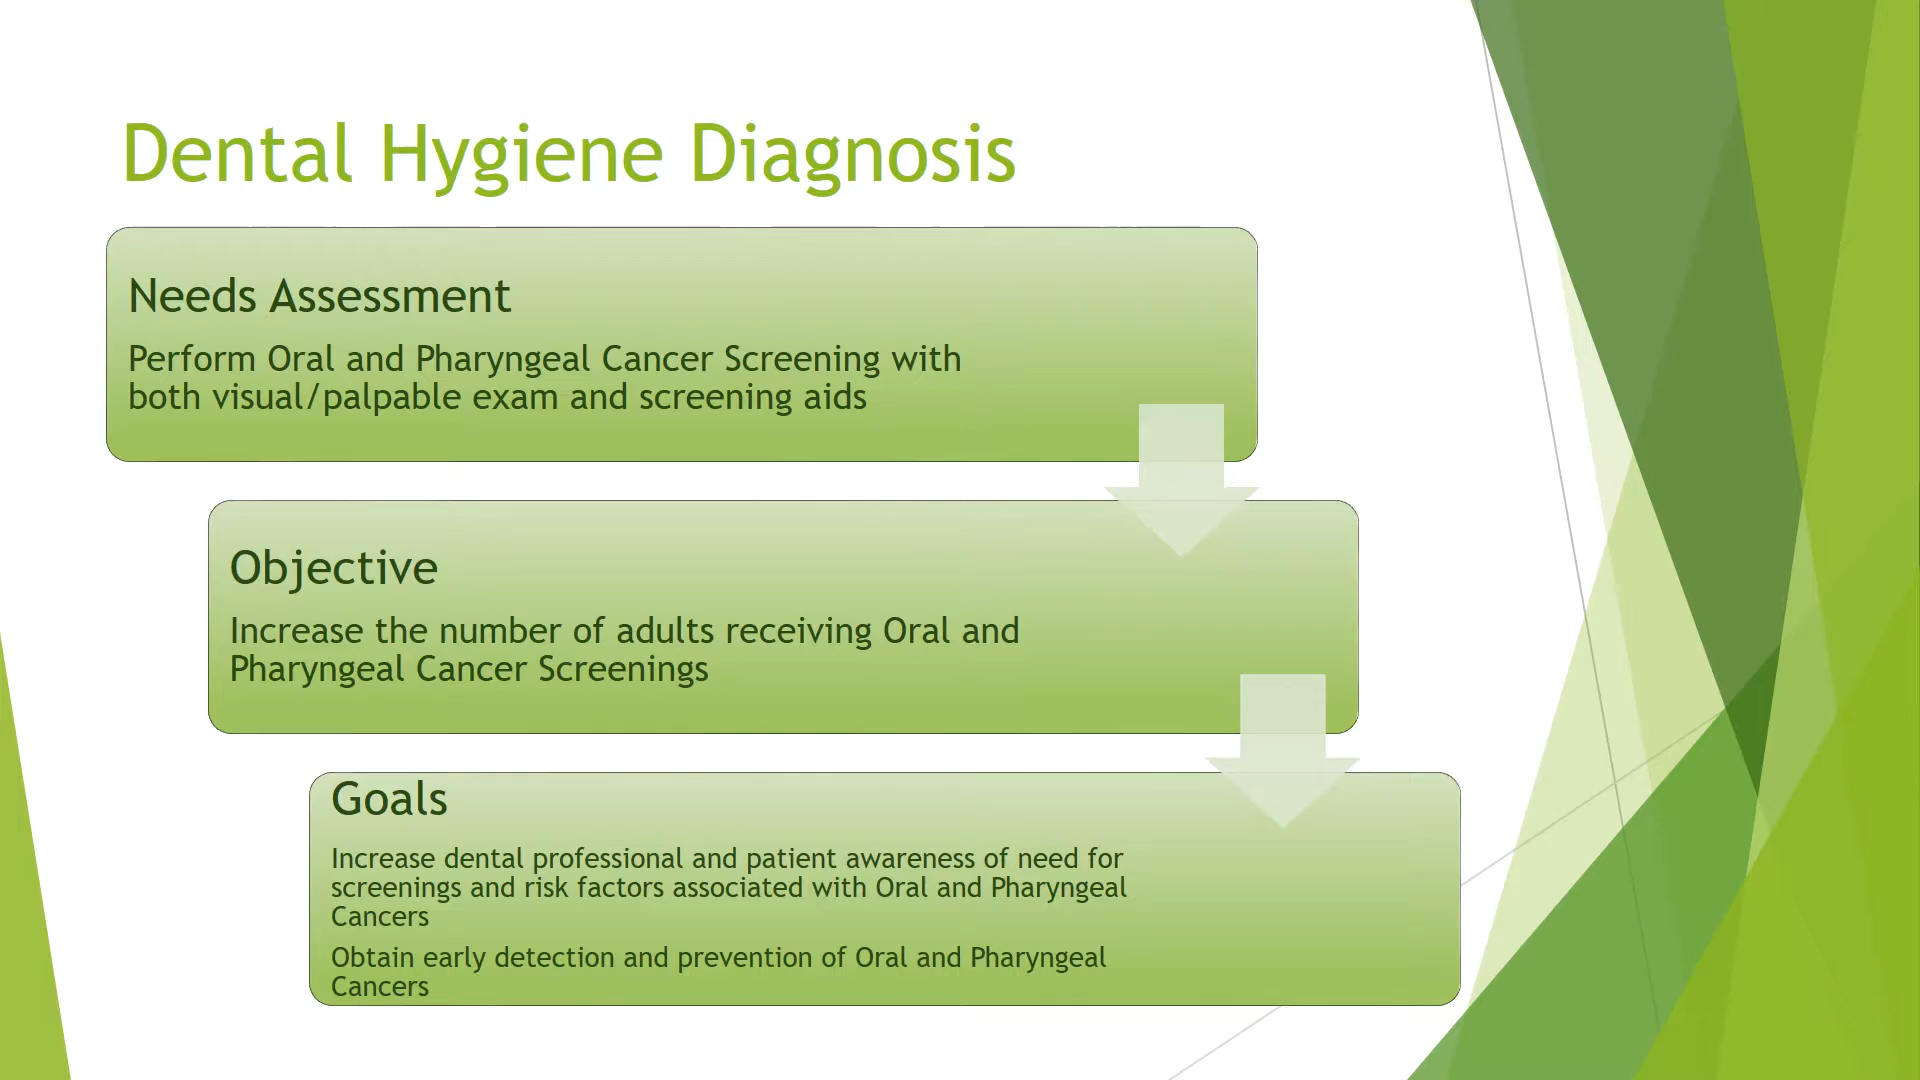 Dental Hygiene Diagnosis
Needs Assessment
Perform Oral and Pharyngeal Cancer Screening with
both visual/palpable exam and screening aids
Objective
Increase the number of adults receiving Oral and
Pharyngeal Cancer Screenings
Goals
Increase dental professional and patient awareness of need for
screenings and risk factors associated with Oral and Pharyngeal
Cancers
Obtain early detection and prevention of Oral and Pharyngeal
Cancers